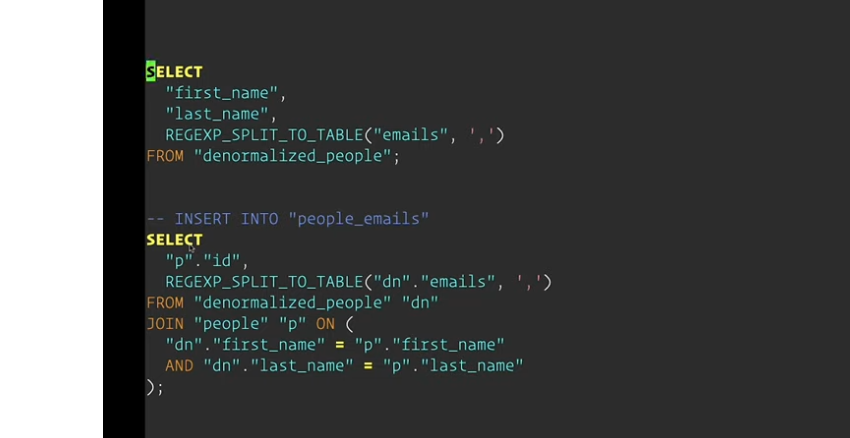 SELECT
"first_name",
"last_name",
REGEXP_SPLIT_TO_TABLE("emails", ',')
FROM "denormalized_people";
-- INSERT INTO "people_emails"
SELECT
"p"."id",
REGEXP_SPLIT_TO_TABLE("dn"."emails", ',')
FROM "denormalized_people" "dn"
JOIN "people" "p" ON (
"dn"."first_name" = "p"."first_name"
AND "dn"."last_name" = "p"."last_name"
);